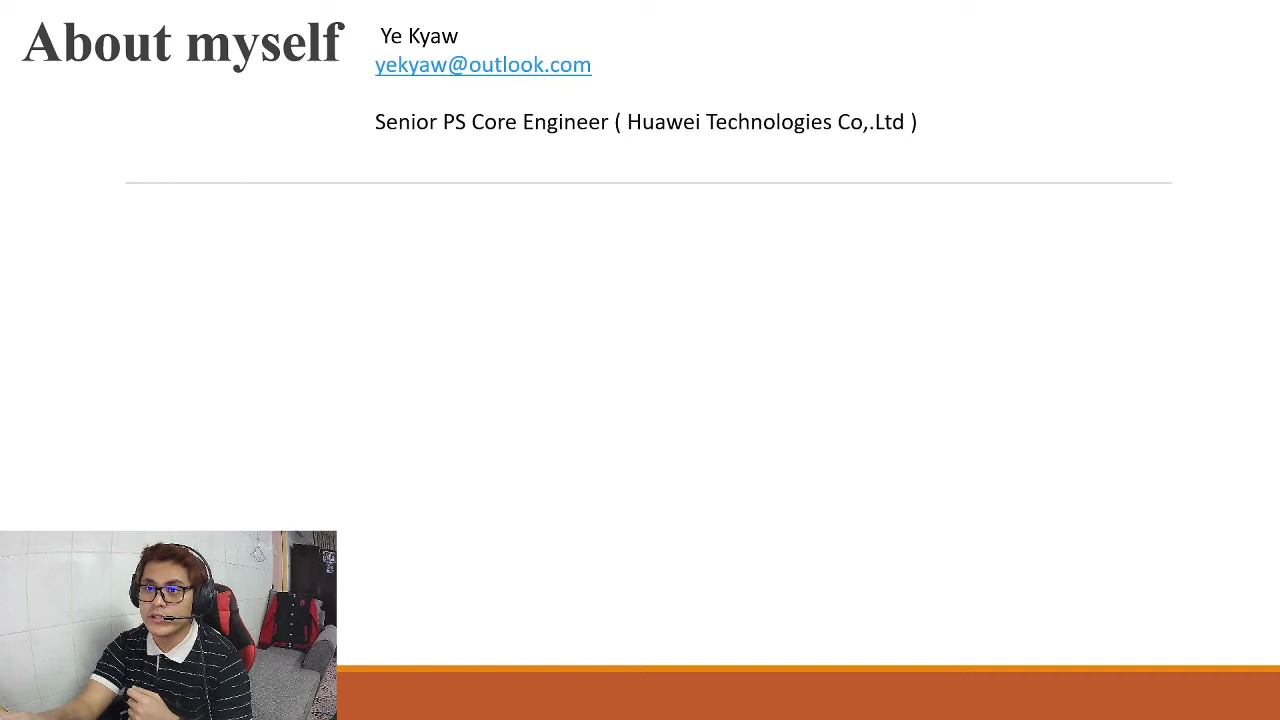 About myself
Ye Kyaw
yekyaw@outlook.com
Senior PS Core Engineer ( Huawei Technologies Co,.Ltd )